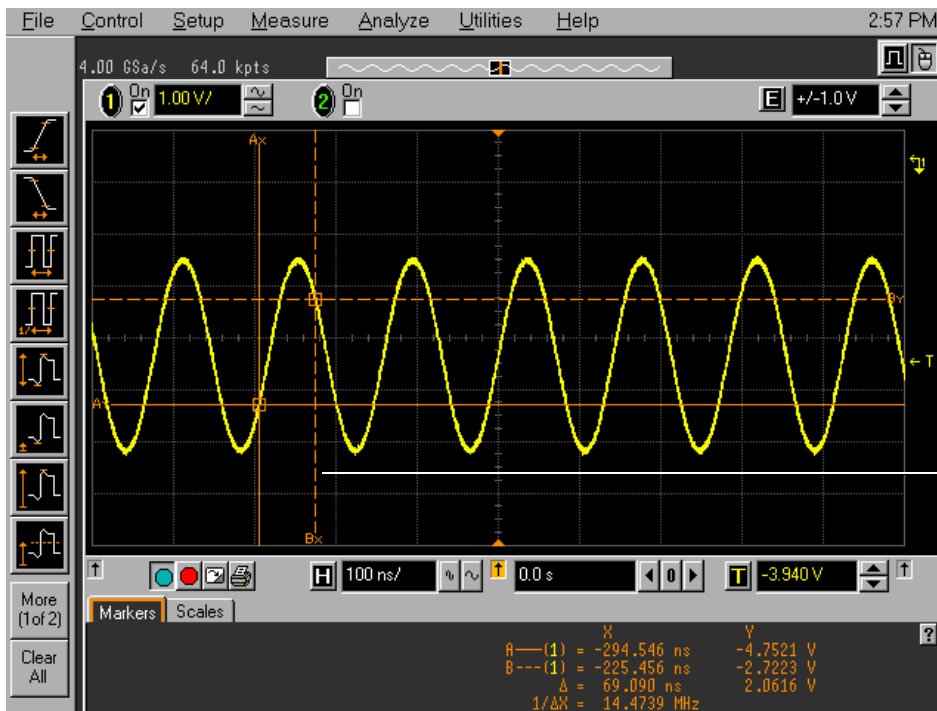 File Control Setup Measure Analyze Utilities Help 2:57 PM
4.00 GSa/s 64.0 kpts
1 On 1.00 V/ 2 On E +/-1.0 V
Ax
1
By
T
Ay
Bx
H 100 ns/ 0.0 s 0 T -3.940 V
More
(1of 2)
Clear
All
Markers Scales
?
X Y
A——(1) = -294.546 ns -4.7521 V
B---(1) = -225.456 ns -2.7223 V
Δ = 69.090 ns 2.0616 V
1/ΔX = 14.4739 MHz